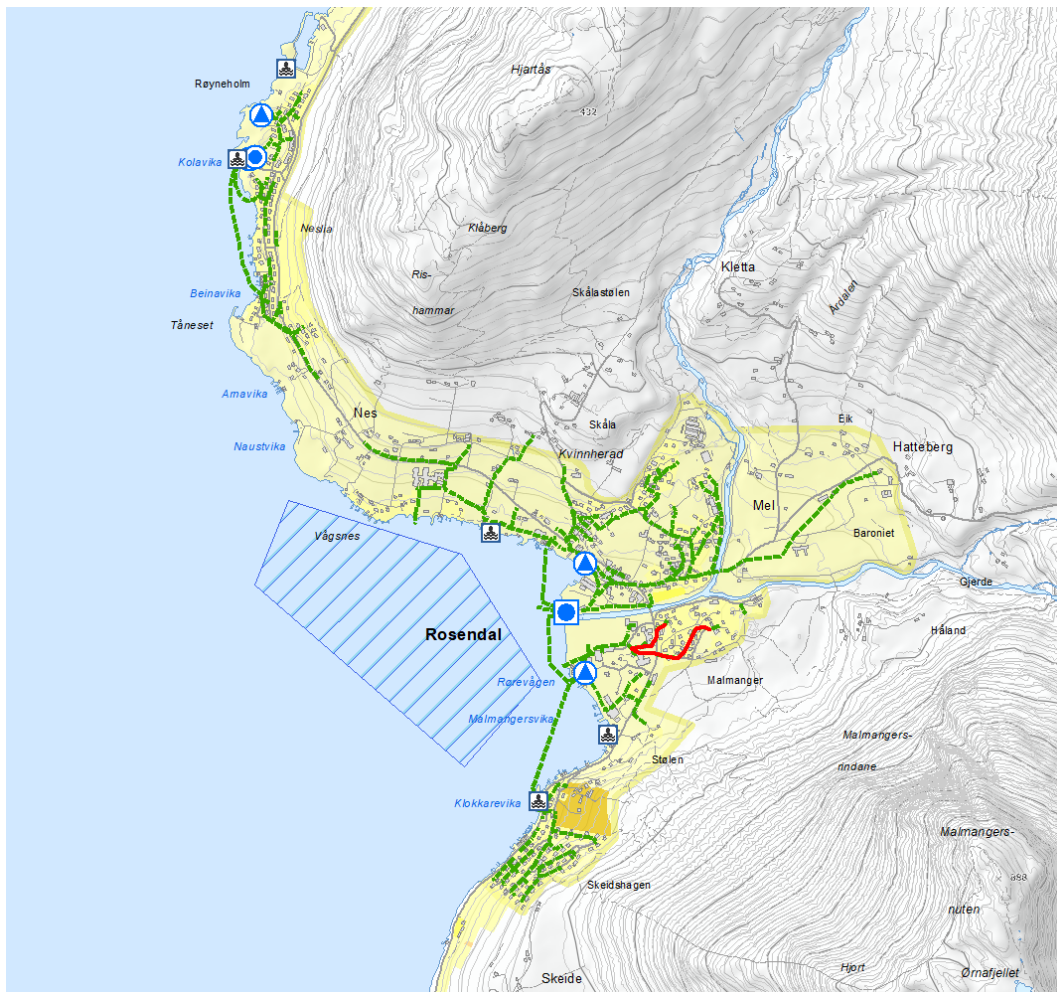 Hjartås
Røyneholm
432
Kolavika
Neslia
Klåberg
Kletta
Ris-
hammar
Skålastølen
Årdalen
Beinavika
Tåneset
Arnavika
Nes
Skåla
Eik
Naustvika
Kvinnherad
Hatteberg
Mel
Vågsnes
Baroniet
Gjerde
Rosendal
Håland
Rørevågen
Malmanger
Malmangersvika
Malmangers-
rindane
Stølen
Klokkarevika
Malmangers-
Skeidshagen
nuten
Skeide
Hjort
Ørnafjellet